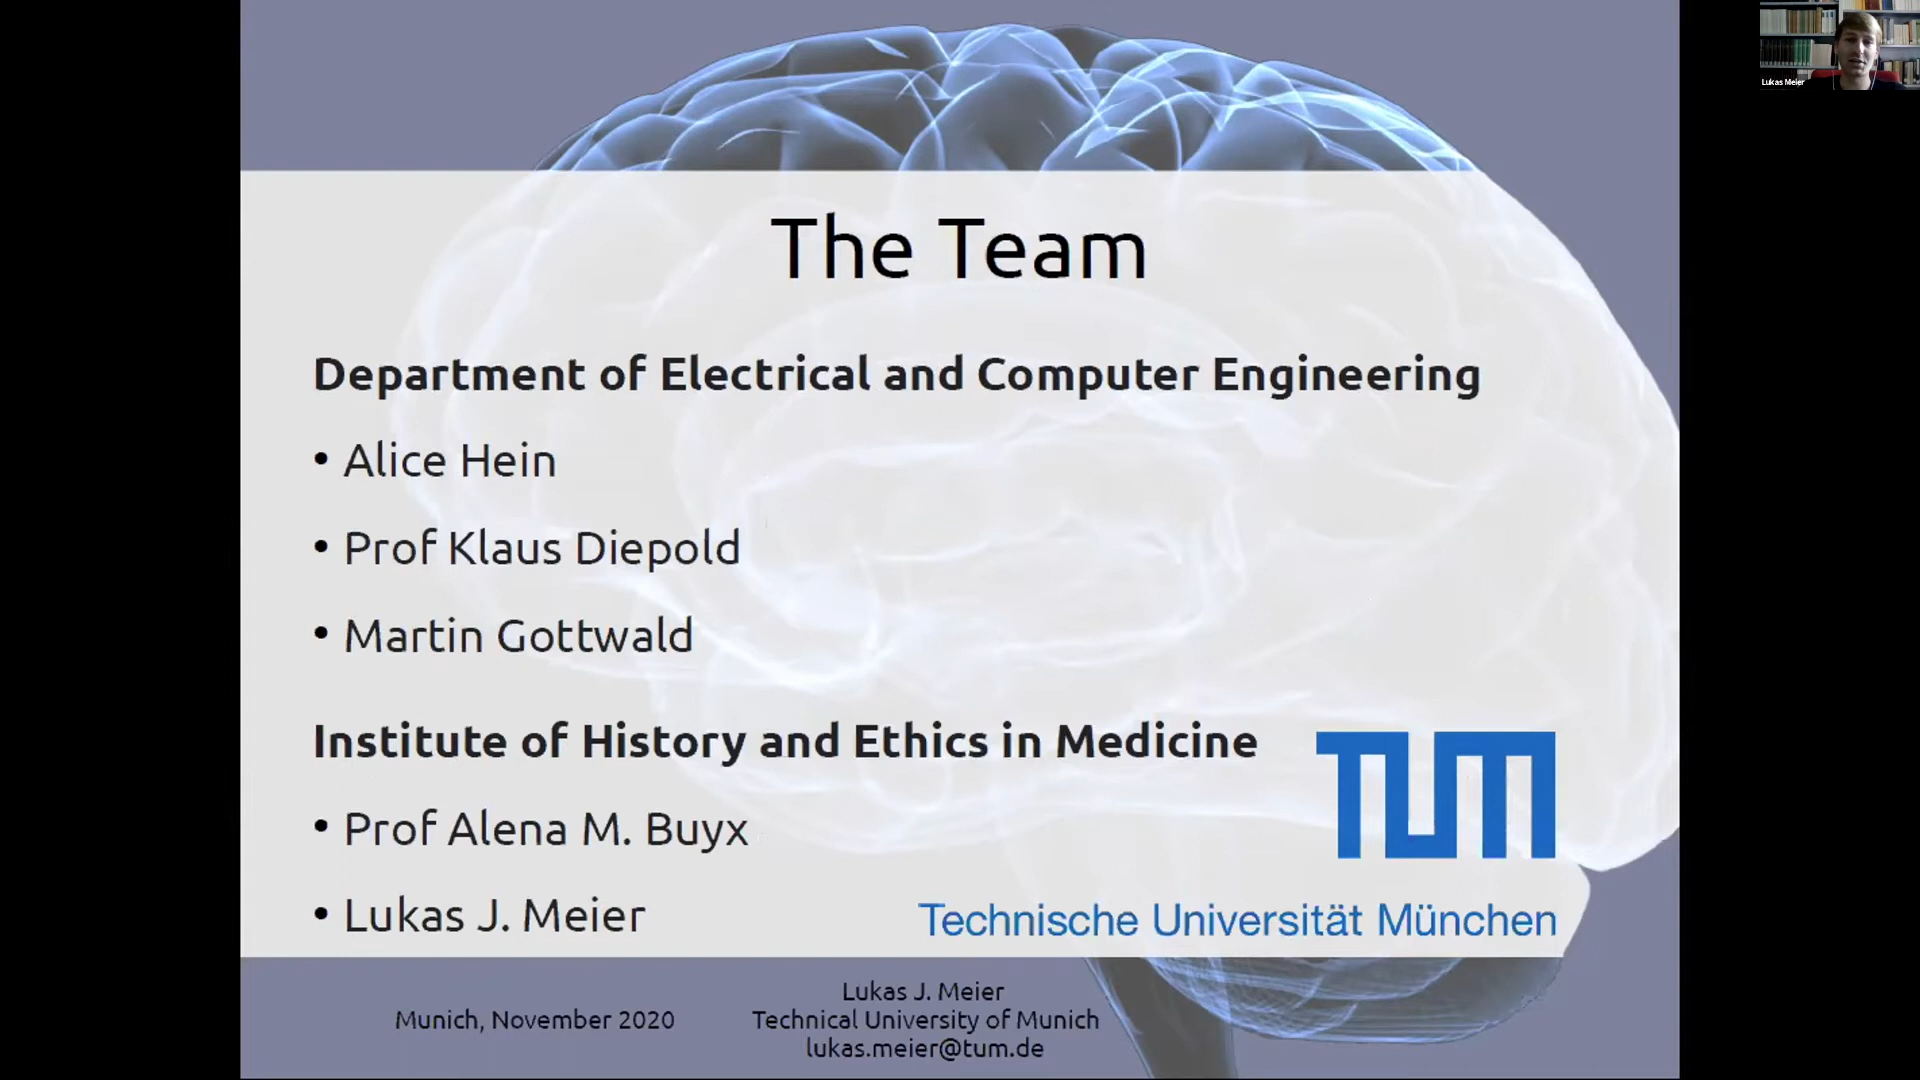 The Team
Department of Electrical and Computer Engineering
• Alice Hein
• Prof Klaus Diepold
• Martin Gottwald
Institute of History and Ethics in Medicine
• Prof Alena M. Buyx
• Lukas J. Meier
TUM
Technische Universität München
Munich, November 2020
Lukas J. Meier
Technical University of Munich
lukas.meier@tum.de
Lukas Meier